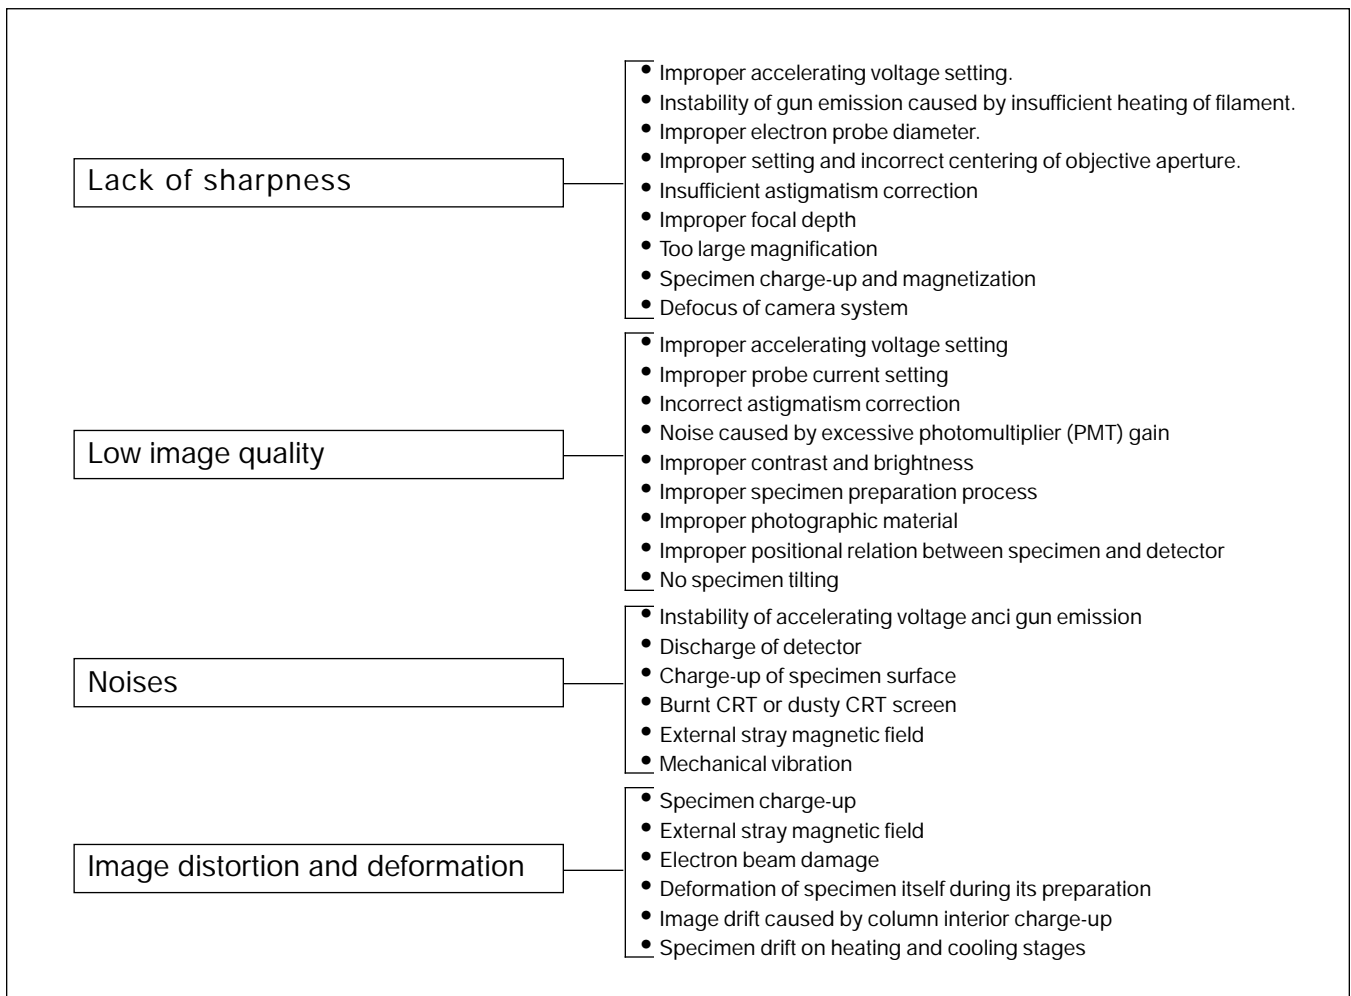 Lack of sharpness
• Improper accelerating voltage setting.
• Instability of gun emission caused by insufficient heating of filament.
• Improper electron probe diameter.
• Improper setting and incorrect centering of objective aperture.
• Insufficient astigmatism correction
• Improper focal depth
• Too large magnification
• Specimen charge-up and magnetization
• Defocus of camera system
Low image quality
• Improper accelerating voltage setting
• Improper probe current setting
• Incorrect astigmatism correction
• Noise caused by excessive photomultiplier (PMT) gain
• Improper contrast and brightness
• Improper specimen preparation process
• Improper photographic material
• Improper positional relation between specimen and detector
• No specimen tilting
Noises
• Instability of accelerating voltage anci gun emission
• Discharge of detector
• Charge-up of specimen surface
• Burnt CRT or dusty CRT screen
• External stray magnetic field
• Mechanical vibration
Image distortion and deformation
• Specimen charge-up
• External stray magnetic field
• Electron beam damage
• Deformation of specimen itself during its preparation
• Image drift caused by column interior charge-up
• Specimen drift on heating and cooling stages